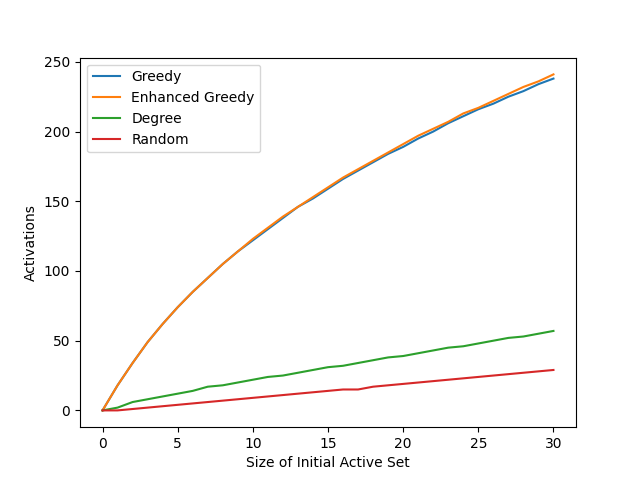 250
200
150
100
50
0
Activations
Greedy
Enhanced Greedy
Degree
Random
0 5 10 15 20 25 30
Size of Initial Active Set